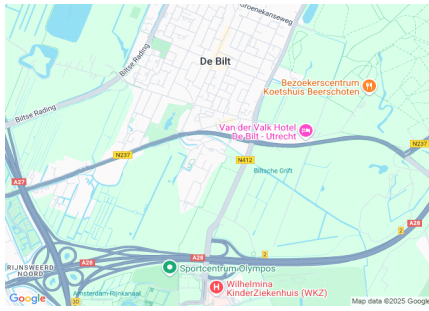 Groenekanseweg
Biltse Rading
De Bilt
Bezoekerscentrum
Koetshuis Beerschoten
Biltse Rading
Van der Valk Hotel
De Bilt - Utrecht
N237
N237
N412
A27
Biltsche Grift
A28
2
2
A28
A28
RIJNSWEERD
NOORD
Sportcentrum Olympos
Wilhelmina
KinderZiekenhuis (WKZ)
Amsterdam-Rijnkanaal
30
Google
Map data ©2025 Google